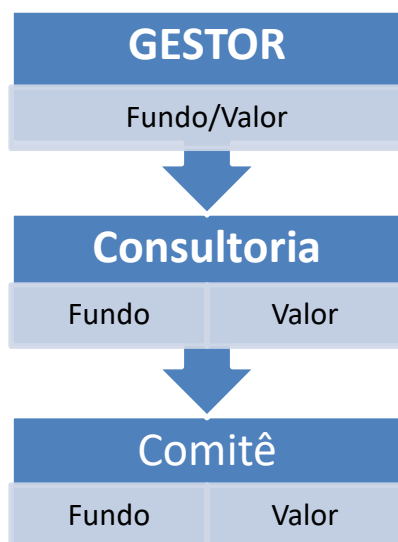 GESTOR
Fundo/Valor
Consultoria
Fundo Valor
Comitê
Fundo Valor